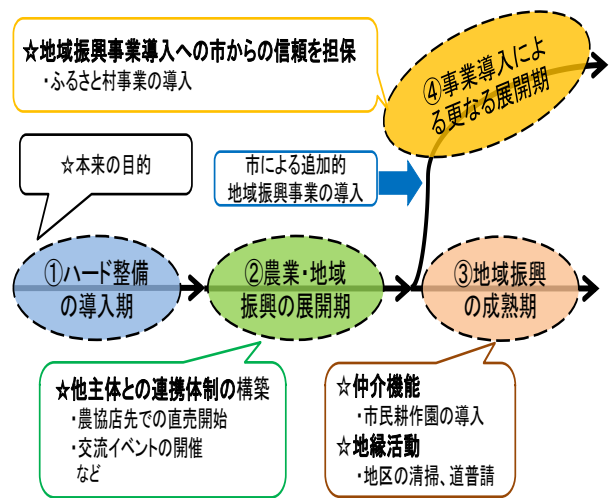 ☆地域振興事業導入への市からの信頼を担保
・ふるさと村事業の導入
④事業導入によ
る更なる展開期
☆本来の目的
市による追加的
地域振興事業の導入
①ハード整備
の導入期
②農業・地域
振興の展開期
③地域振興
の成熟期
☆他主体との連携体制の構築
・農協店先での直売開始
・交流イベントの開催
など
☆仲介機能
・市民耕作園の導入
☆地縁活動
・地区の清掃、道普請